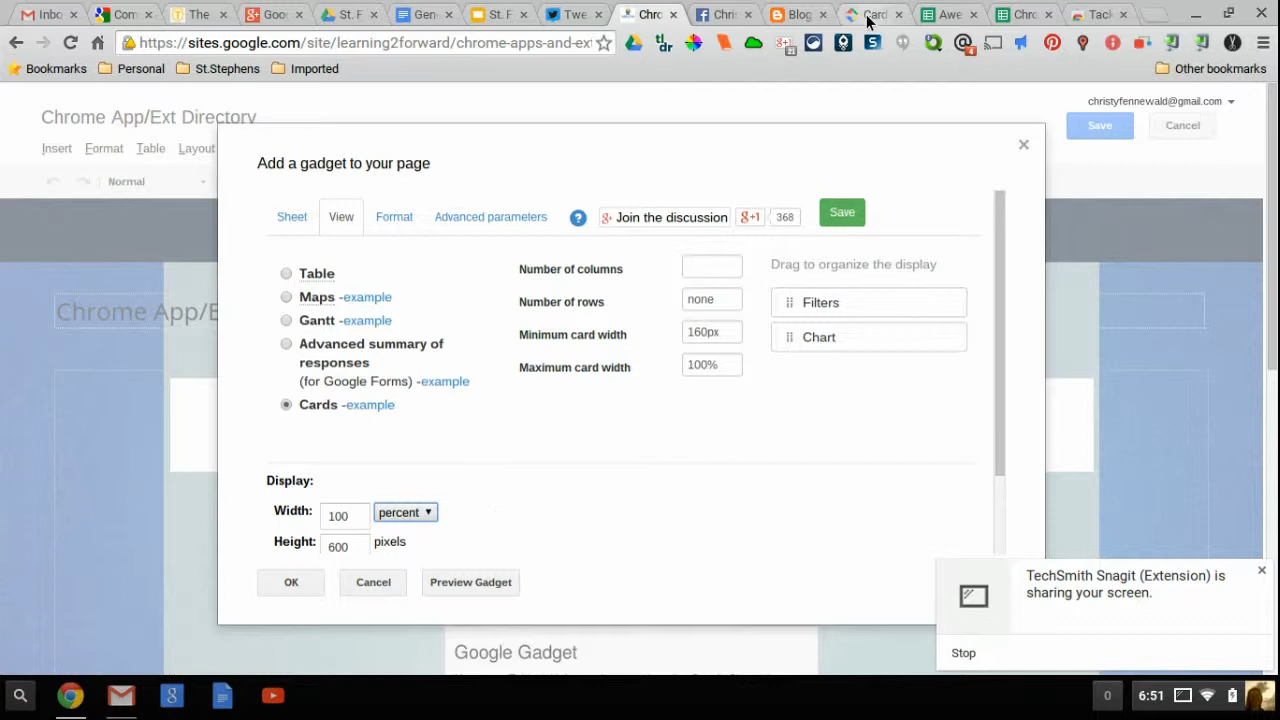 Inbo Com The Goo St. F Gene St. F Twe Chro Chris Blog Card Awe Chro Tack
https://sites.google.com/site/learning2forward/chrome-apps-and-ex
Bookmarks Personal St.Stephens Imported Other bookmarks
christyfennewald@gmail.com
Chrome App/Ext Directory
Save Cancel
Insert Format Table Layout
Normal
Add a gadget to your page
Sheet View Format Advanced parameters ? Join the discussion +1 368 Save
Table
Maps -example
Gantt -example
Advanced summary of
responses
(for Google Forms) -example
Cards -example
Number of columns
Number of rows none
Minimum card width 160px
Maximum card width 100%
Drag to organize the display
Filters
Chart
Chrome App/E
Display:
Width: 100 percent
Height: 600 pixels
OK Cancel Preview Gadget
TechSmith Snagit (Extension) is
sharing your screen.
Stop
Google Gadget
0 6:51